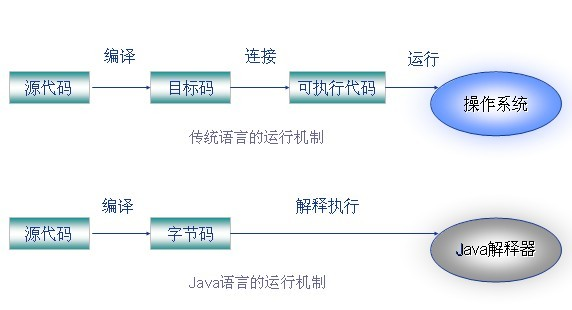 编译 连接 运行
源代码 目标码 可执行代码 操作系统
传统语言的运行机制
编译 解释执行
源代码 字节码 Java解释器
Java语言的运行机制